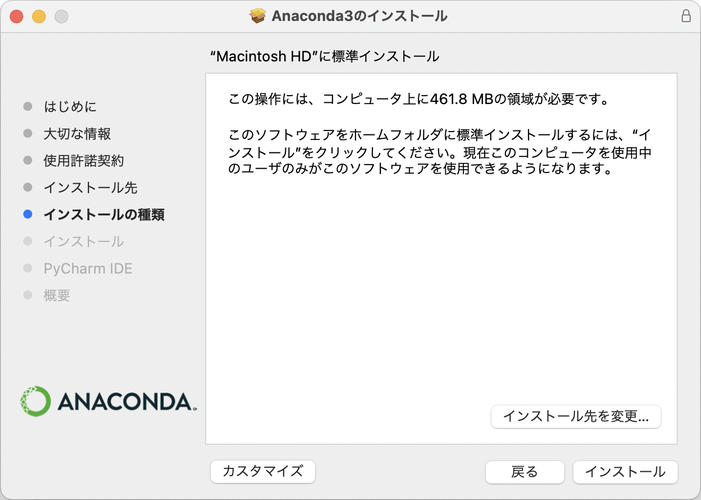 Anaconda3のインストール
“Macintosh HD”に標準インストール
はじめに
大切な情報
使用許諾契約
インストール先
インストールの種類
インストール
PyCharm IDE
概要
この操作には、コンピュータ上に461.8 MBの領域が必要です。
このソフトウェアをホームフォルダに標準インストールするには、“イ
ンストール”をクリックしてください。現在このコンピュータを使用中
のユーザのみがこのソフトウェアを使用できるようになります。
ANACONDA.
インストール先を変更...
カスタマイズ
戻る
インストール